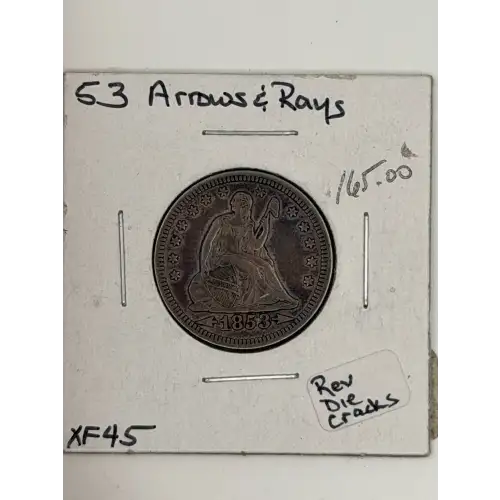 53 Arrows & Rays
165.00
1853
Rev
Die
Cracks
XF45